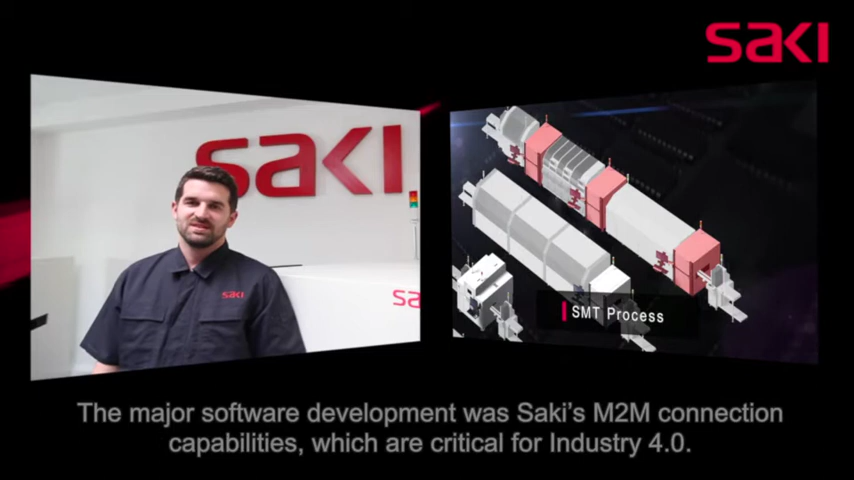 saki
saki
saki
sa
SMT Process
The major software development was Saki's M2M connection
capabilities, which are critical for Industry 4.0.